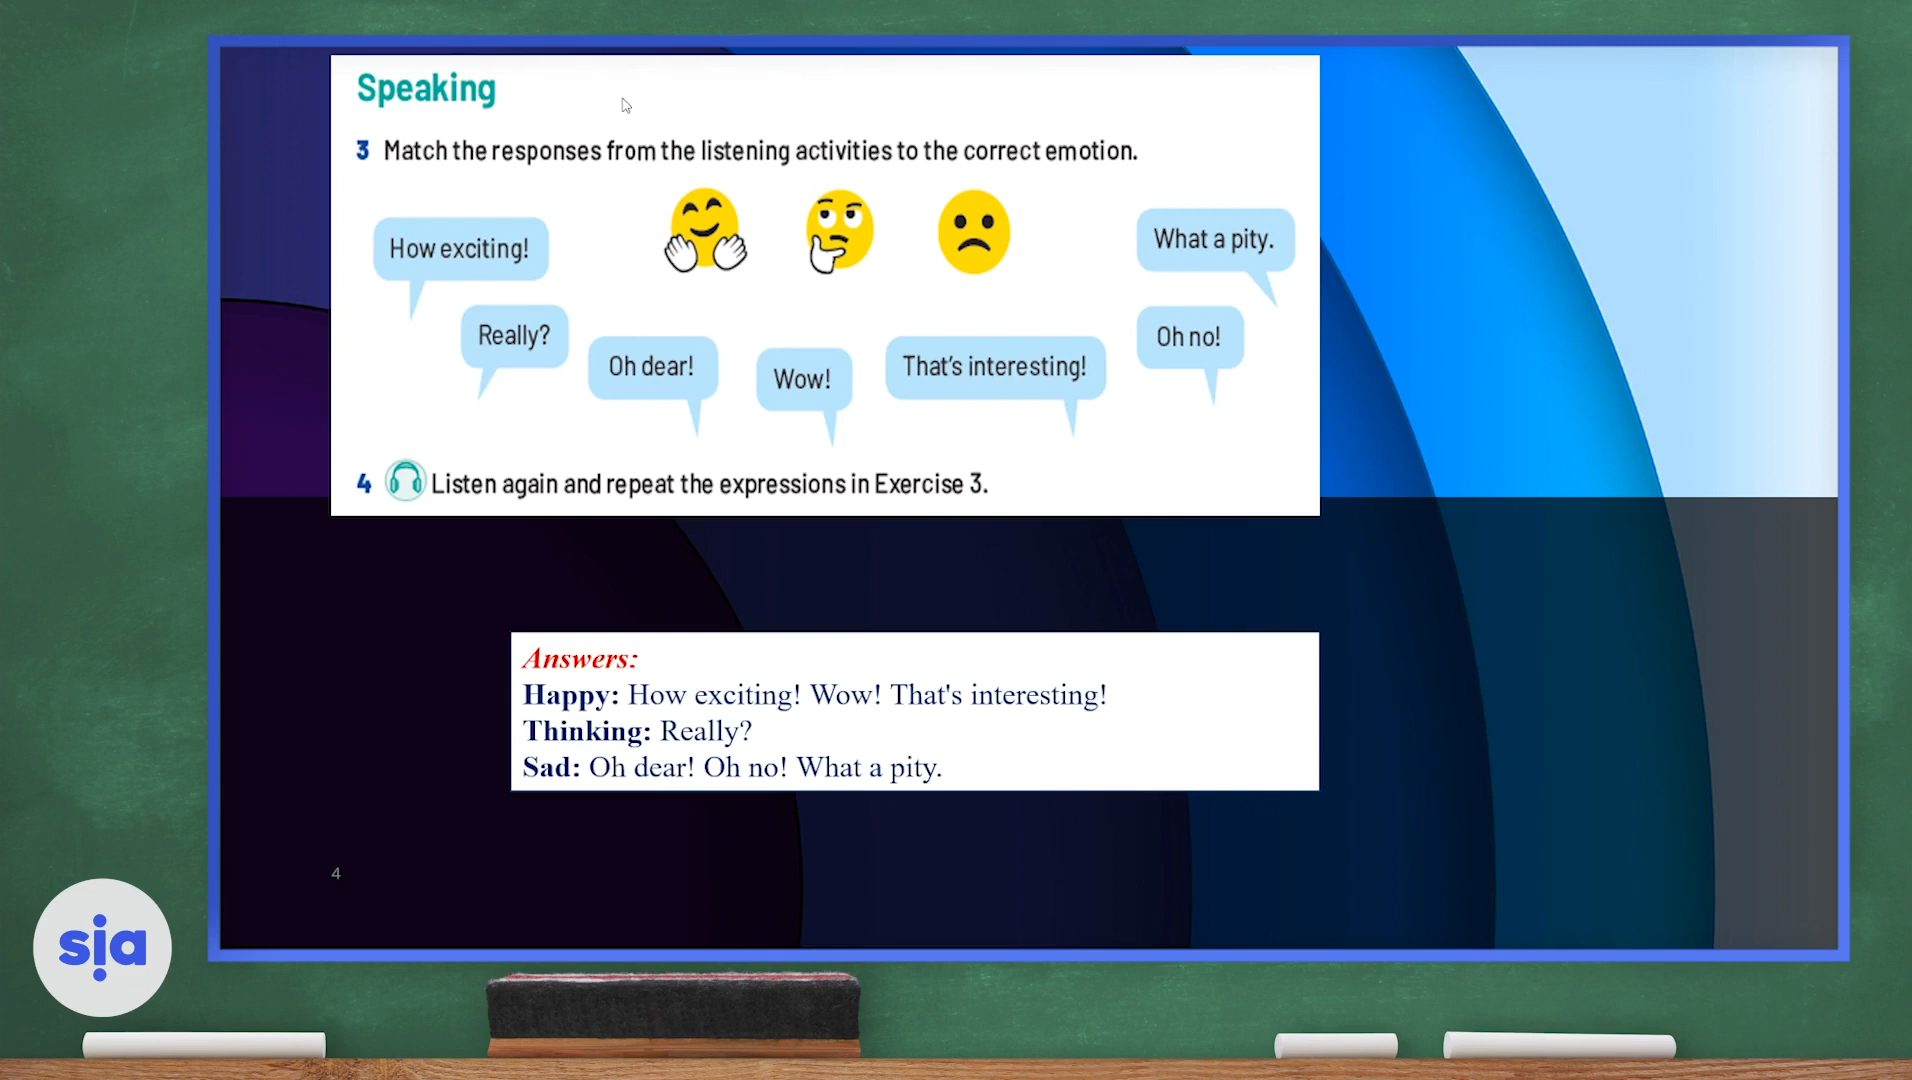 Speaking
3 Match the responses from the listening activities to the correct emotion.
How exciting!
What a pity.
Really?
Oh dear!
Wow!
That's interesting!
Oh no!
4 Listen again and repeat the expressions in Exercise 3.
Answers:
Happy: How exciting! Wow! That's interesting!
Thinking: Really?
Sad: Oh dear! Oh no! What a pity.
4
sia